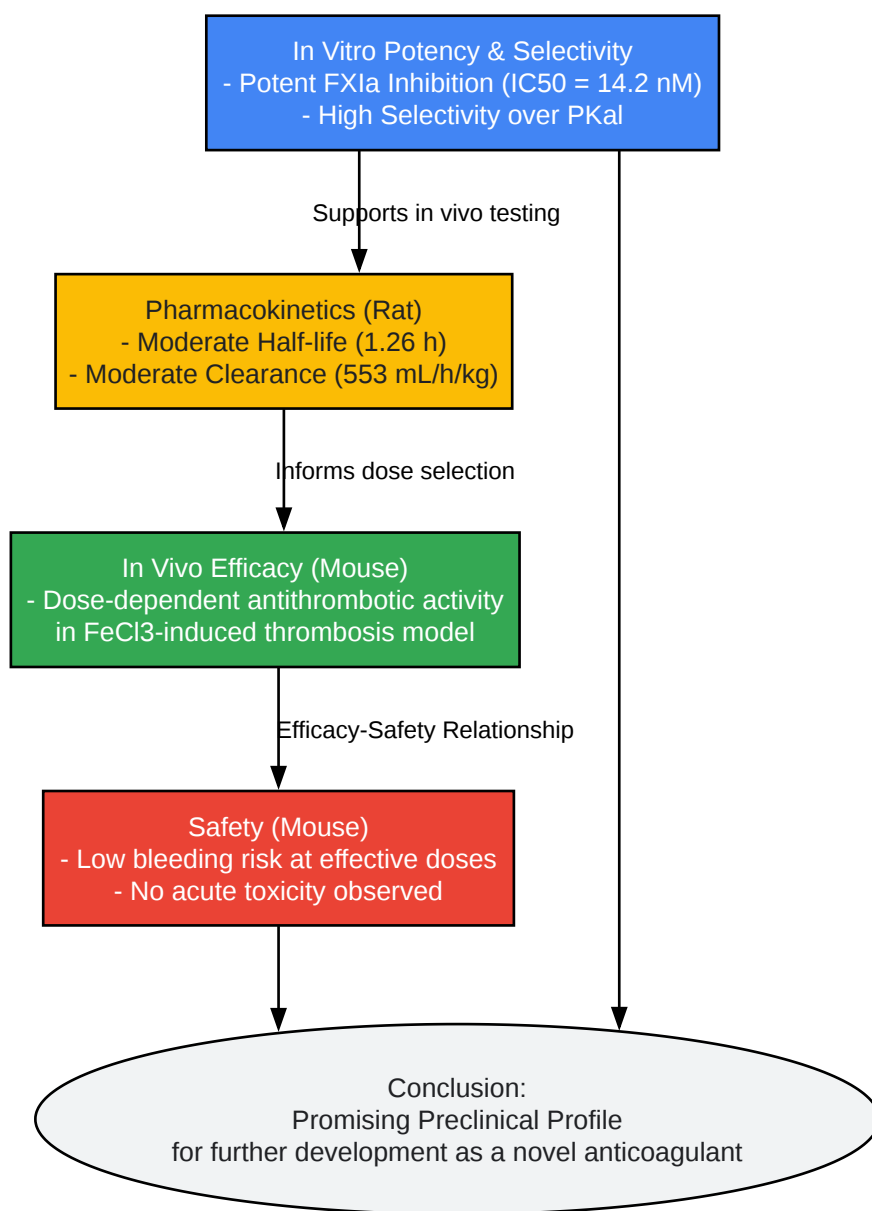 In Vitro Potency & Selectivity
- Potent FXIa Inhibition (IC50 = 14.2 nM)
- High Selectivity over PKal
Supports in vivo testing
Pharmacokinetics (Rat)
- Moderate Half-life (1.26 h)
- Moderate Clearance (553 mL/h/kg)
Informs dose selection
In Vivo Efficacy (Mouse)
- Dose-dependent antithrombotic activity
in FeCl3-induced thrombosis model
Efficacy-Safety Relationship
Safety (Mouse)
- Low bleeding risk at effective doses
- No acute toxicity observed
Conclusion:
Promising Preclinical Profile
for further development as a novel anticoagulant